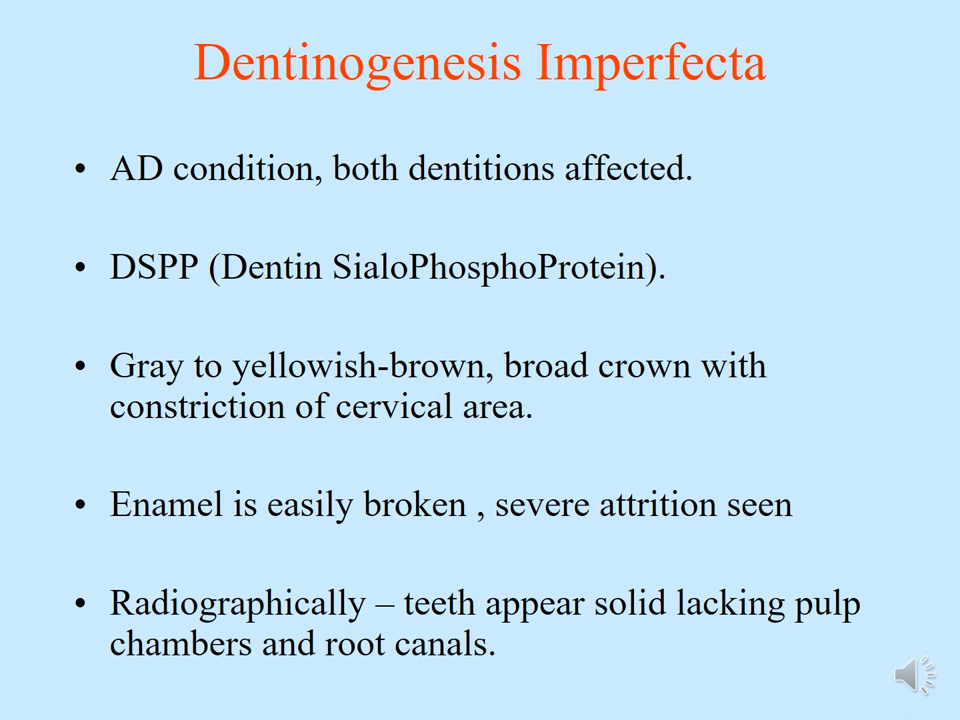 Dentinogenesis Imperfecta
• AD condition, both dentitions affected.
• DSPP (Dentin SialoPhosphoProtein).
• Gray to yellowish-brown, broad crown with
constriction of cervical area.
• Enamel is easily broken , severe attrition seen
• Radiographically – teeth appear solid lacking pulp
chambers and root canals.